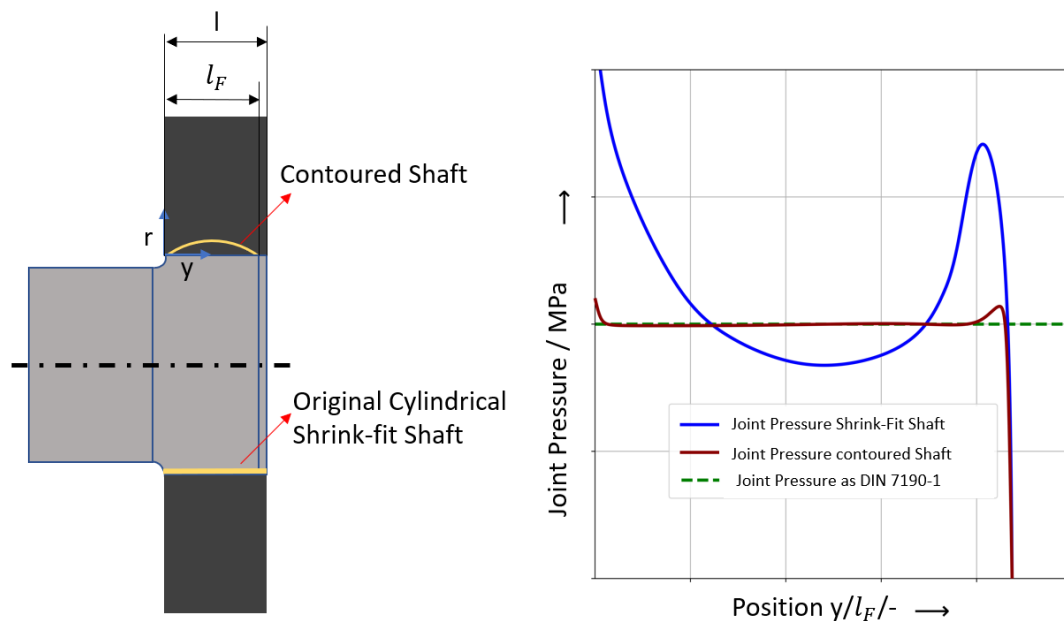 l
l_F
Contoured Shaft
r
y
Original Cylindrical
Shrink-fit Shaft
Joint Pressure / MPa ⟶
Joint Pressure Shrink-Fit Shaft
Joint Pressure contoured Shaft
Joint Pressure as DIN 7190-1
Position y/l_F/- ⟶